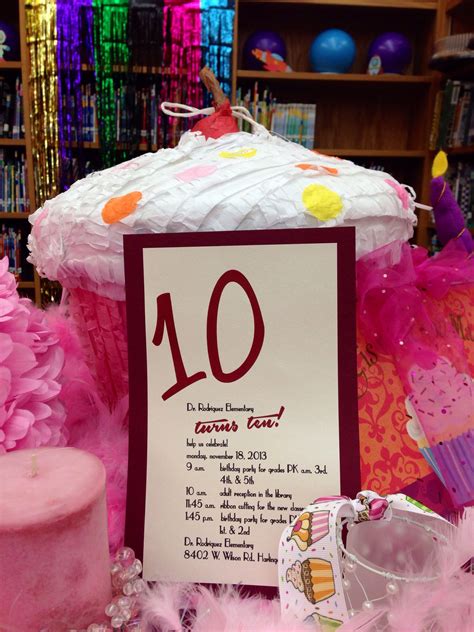 10
Dr. Rodriguez Elementary
turns ten!
help us celebrate!
monday, november 18, 2013
9 a.m. birthday party for grades PK a.m. 3rd,
4th & 5th
10 a.m. adult reception in the library
11:45 a.m. ribbon cutting for the new
1:45 p.m. birthday party for grades
Dr. Rodriguez Elementary
8402 W. Wilson Rd.,